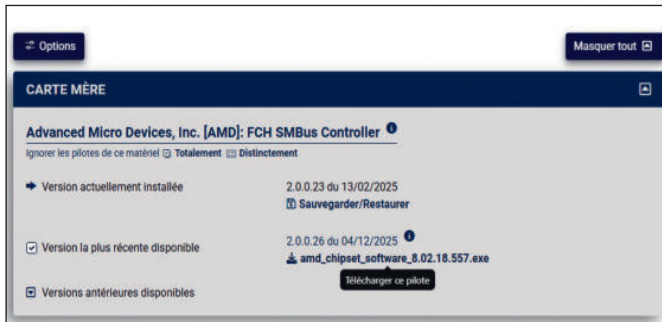 Options
Masquer tout
CARTE MÈRE
Advanced Micro Devices, Inc. [AMD]: FCH SMBus Controller
Ignorer les pilotes de ce matériel Totalement Distinctement
Version actuellement installée
2.0.0.23 du 13/02/2025
Sauvegarder/Restaurer
Version la plus récente disponible
2.0.0.26 du 04/12/2025
amd_chipset_software_8.02.18.557.exe
Télécharger ce pilote
Versions antérieures disponibles